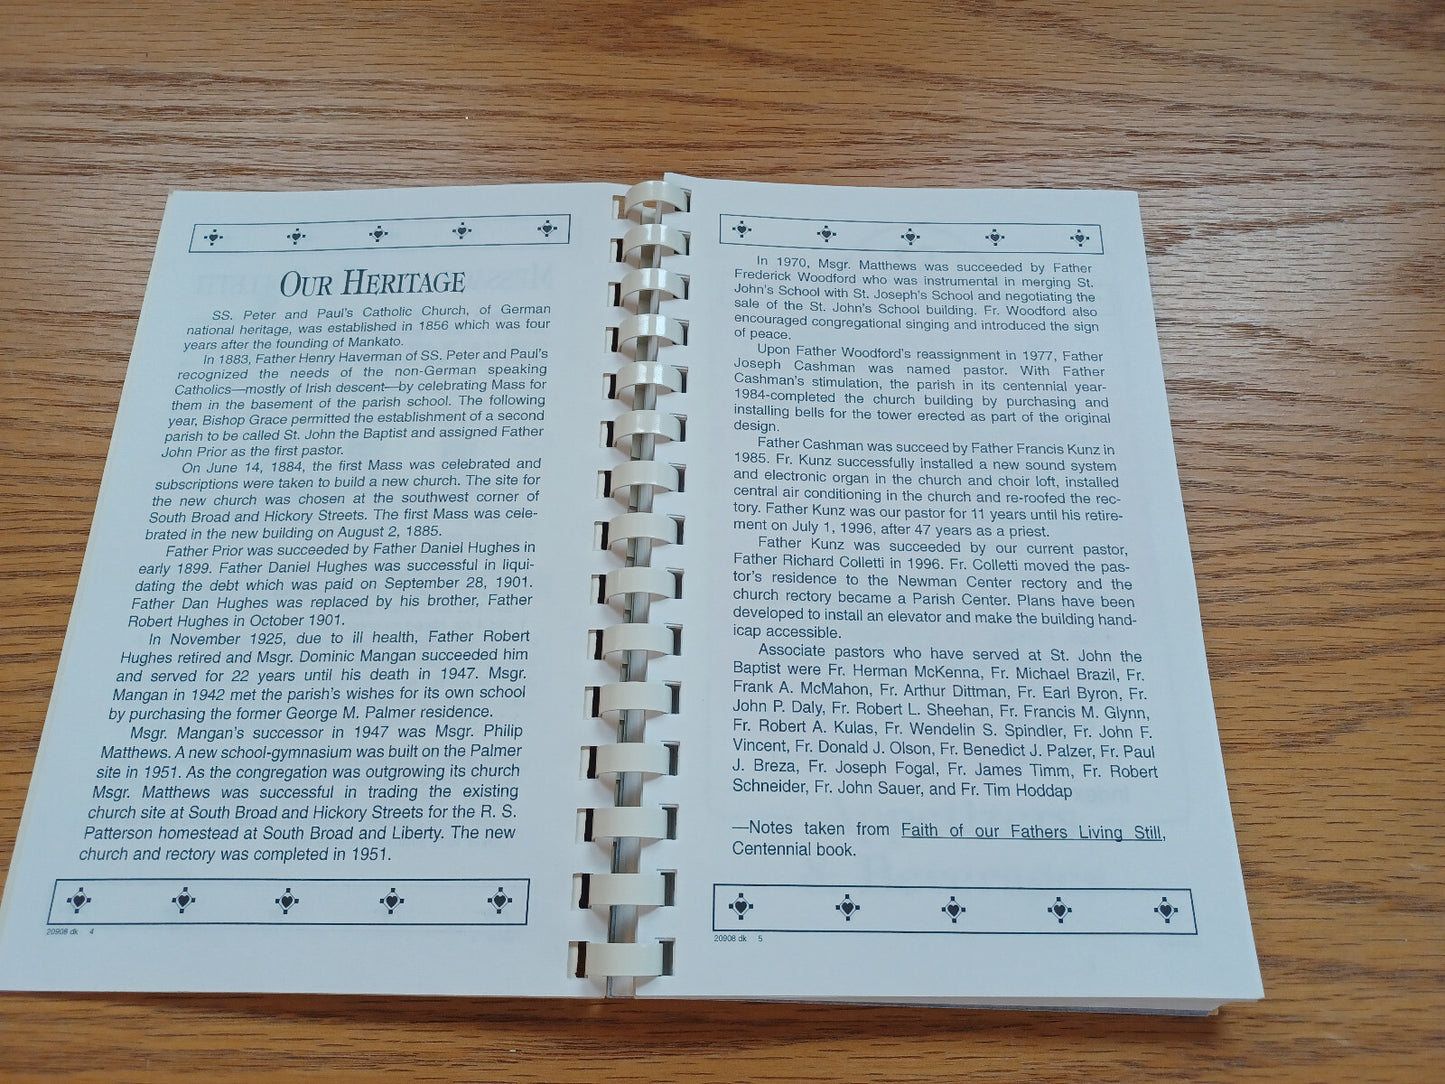 OUR HERITAGE
SS. Peter and Paul's Catholic Church, of German
national heritage, was established in 1856 which was four
years after the founding of Mankato.
In 1883, Father Henry Haverman of SS. Peter and Paul's
recognized the needs of the non-German speaking
Catholics—mostly of Irish descent—by celebrating Mass for
them in the basement of the parish school. The following
year, Bishop Grace permitted the establishment of a second
parish to be called St. John the Baptist and assigned Father
John Prior as the first pastor.
On June 14, 1884, the first Mass was celebrated and
subscriptions were taken to build a new church. The site for
the new church was chosen at the southwest corner of
South Broad and Hickory Streets. The first Mass was cele-
brated in the new building on August 2, 1885.
Father Prior was succeeded by Father Daniel Hughes in
early 1899. Father Daniel Hughes was successful in liqui-
dating the debt which was paid on September 28, 1901.
Father Dan Hughes was replaced by his brother, Father
Robert Hughes in October 1901.
In November 1925, due to ill health, Father Robert
Hughes retired and Msgr. Dominic Mangan succeeded him
and served for 22 years until his death in 1947. Msgr.
Mangan in 1942 met the parish's wishes for its own school
by purchasing the former George M. Palmer residence.
Msgr. Mangan's successor in 1947 was Msgr. Philip
Matthews. A new school-gymnasium was built on the Palmer
site in 1951. As the congregation was outgrowing its church
Msgr. Matthews was successful in trading the existing
church site at South Broad and Hickory Streets for the R. S.
Patterson homestead at South Broad and Liberty. The new
church and rectory was completed in 1951.
20908 dk 4
In 1970, Msgr. Matthews was succeeded by Father
Frederick Woodford who was instrumental in merging St.
John's School with St. Joseph's School and negotiating the
sale of the St. John's School building. Fr. Woodford also
encouraged congregational singing and introduced the sign
of peace.
Upon Father Woodford's reassignment in 1977, Father
Joseph Cashman was named pastor. With Father
Cashman's stimulation, the parish in its centennial year-
1984-completed the church building by purchasing and
installing bells for the tower erected as part of the original
design.
Father Cashman was succeed by Father Francis Kunz in
1985. Fr. Kunz successfully installed a new sound system
and electronic organ in the church and choir loft, installed
central air conditioning in the church and re-roofed the rec-
tory. Father Kunz was our pastor for 11 years until his retire-
ment on July 1, 1996, after 47 years as a priest.
Father Kunz was succeeded by our current pastor,
Father Richard Colletti in 1996. Fr. Colletti moved the pas-
tor's residence to the Newman Center rectory and the
church rectory became a Parish Center. Plans have been
developed to install an elevator and make the building hand-
icap accessible.
Associate pastors who have served at St. John the
Baptist were Fr. Herman McKenna, Fr. Michael Brazil, Fr.
Frank A. McMahon, Fr. Arthur Dittman, Fr. Earl Byron, Fr.
John P. Daly, Fr. Robert L. Sheehan, Fr. Francis M. Glynn,
Fr. Robert A. Kulas, Fr. Wendelin S. Spindler, Fr. John F.
Vincent, Fr. Donald J. Olson, Fr. Benedict J. Palzer, Fr. Paul
J. Breza, Fr. Joseph Fogal, Fr. James Timm, Fr. Robert
Schneider, Fr. John Sauer, and Fr. Tim Hoddap
—Notes taken from Faith of our Fathers Living Still,
Centennial book.
20908 dk 5